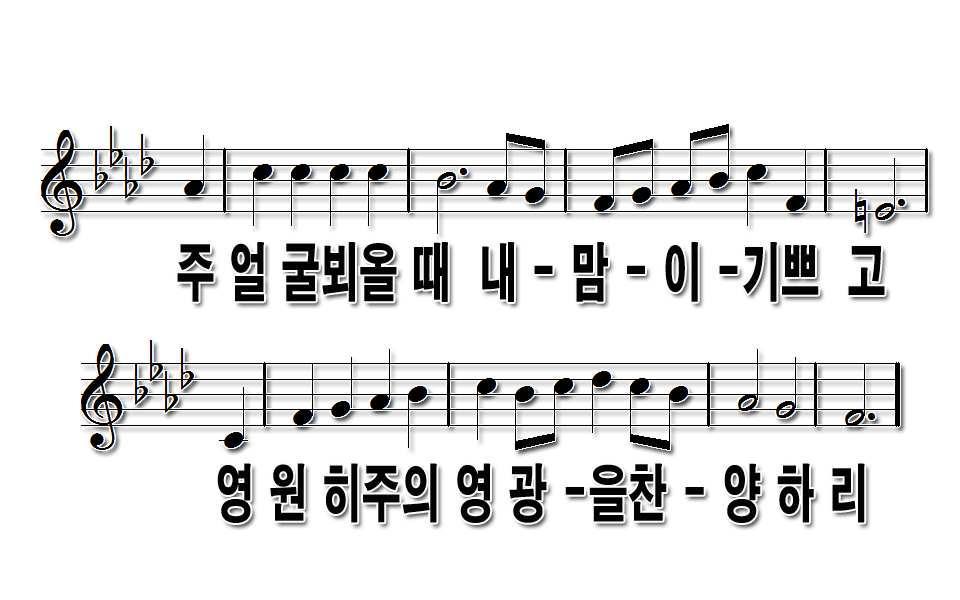 주 얼 굴뵈올 때 내 - 맘 - 이 -기쁘 고
영 원 히주의 영 광 -을찬 - 양 하 리